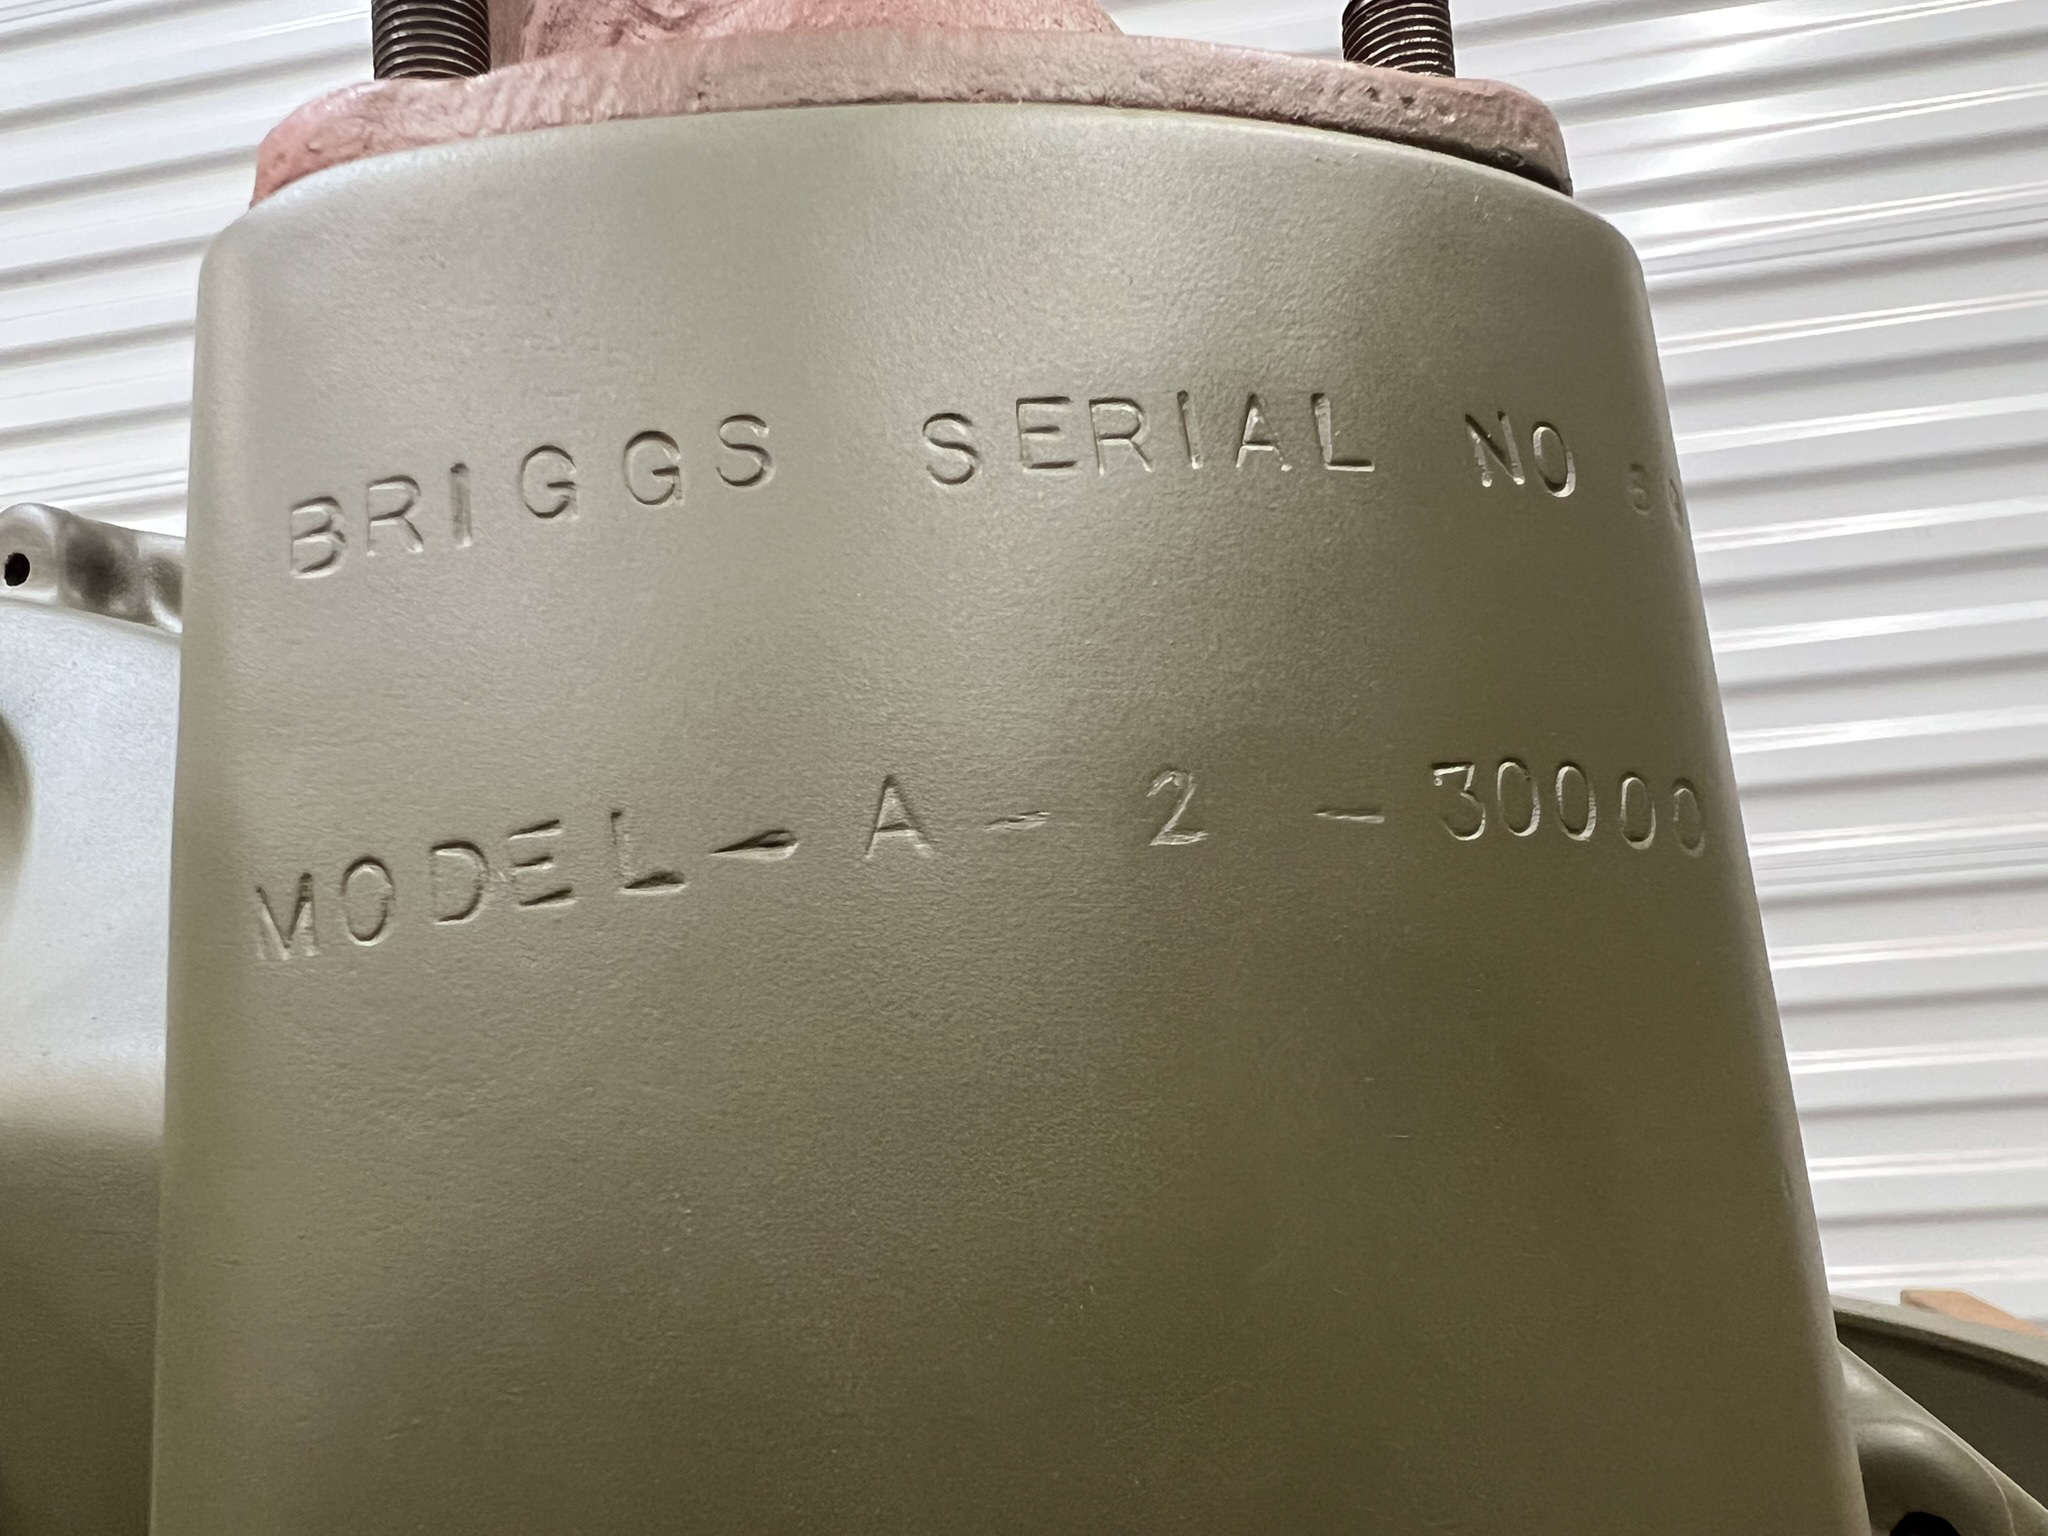 BRIGGS SERIAL NO
MODEL - A - 2 - 30000